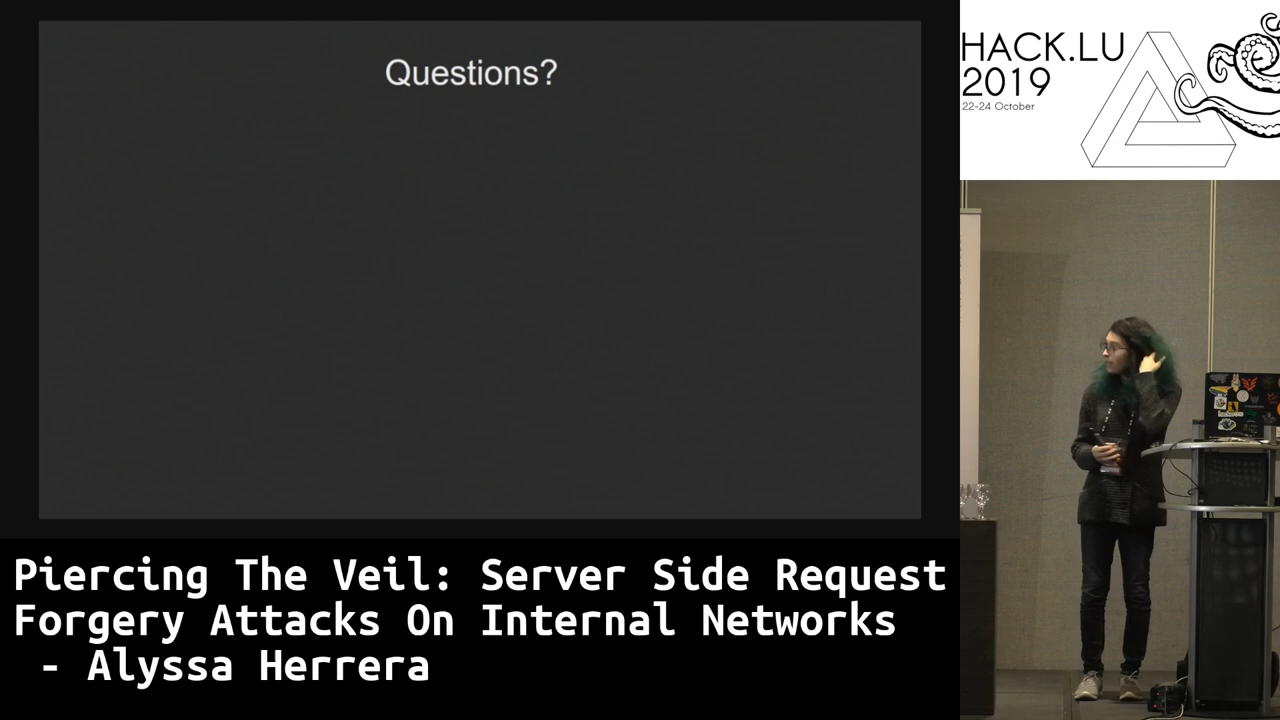 Questions?
HACK.LU
2019
22-24 October
Piercing The Veil: Server Side Request
Forgery Attacks On Internal Networks
- Alyssa Herrera